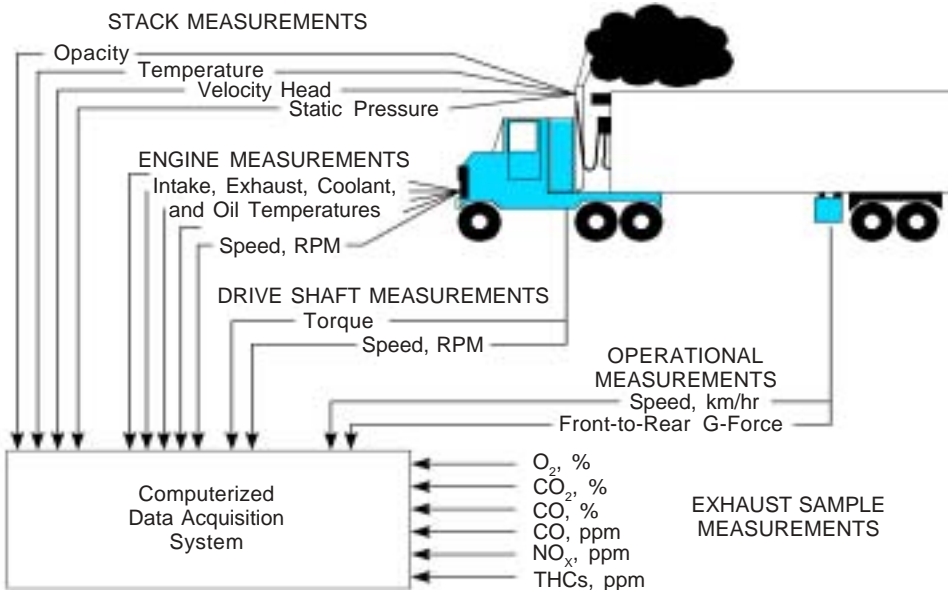 STACK MEASUREMENTS
Opacity
Temperature
Velocity Head
Static Pressure
ENGINE MEASUREMENTS
Intake, Exhaust, Coolant,
and Oil Temperatures
Speed, RPM
DRIVE SHAFT MEASUREMENTS
Torque
Speed, RPM
OPERATIONAL
MEASUREMENTS
Speed, km/hr
Front-to-Rear G-Force
Computerized
Data Acquisition
System
O₂, %
CO₂, %
CO, %
CO, ppm
NOₓ, ppm
THCs, ppm
EXHAUST SAMPLE
MEASUREMENTS